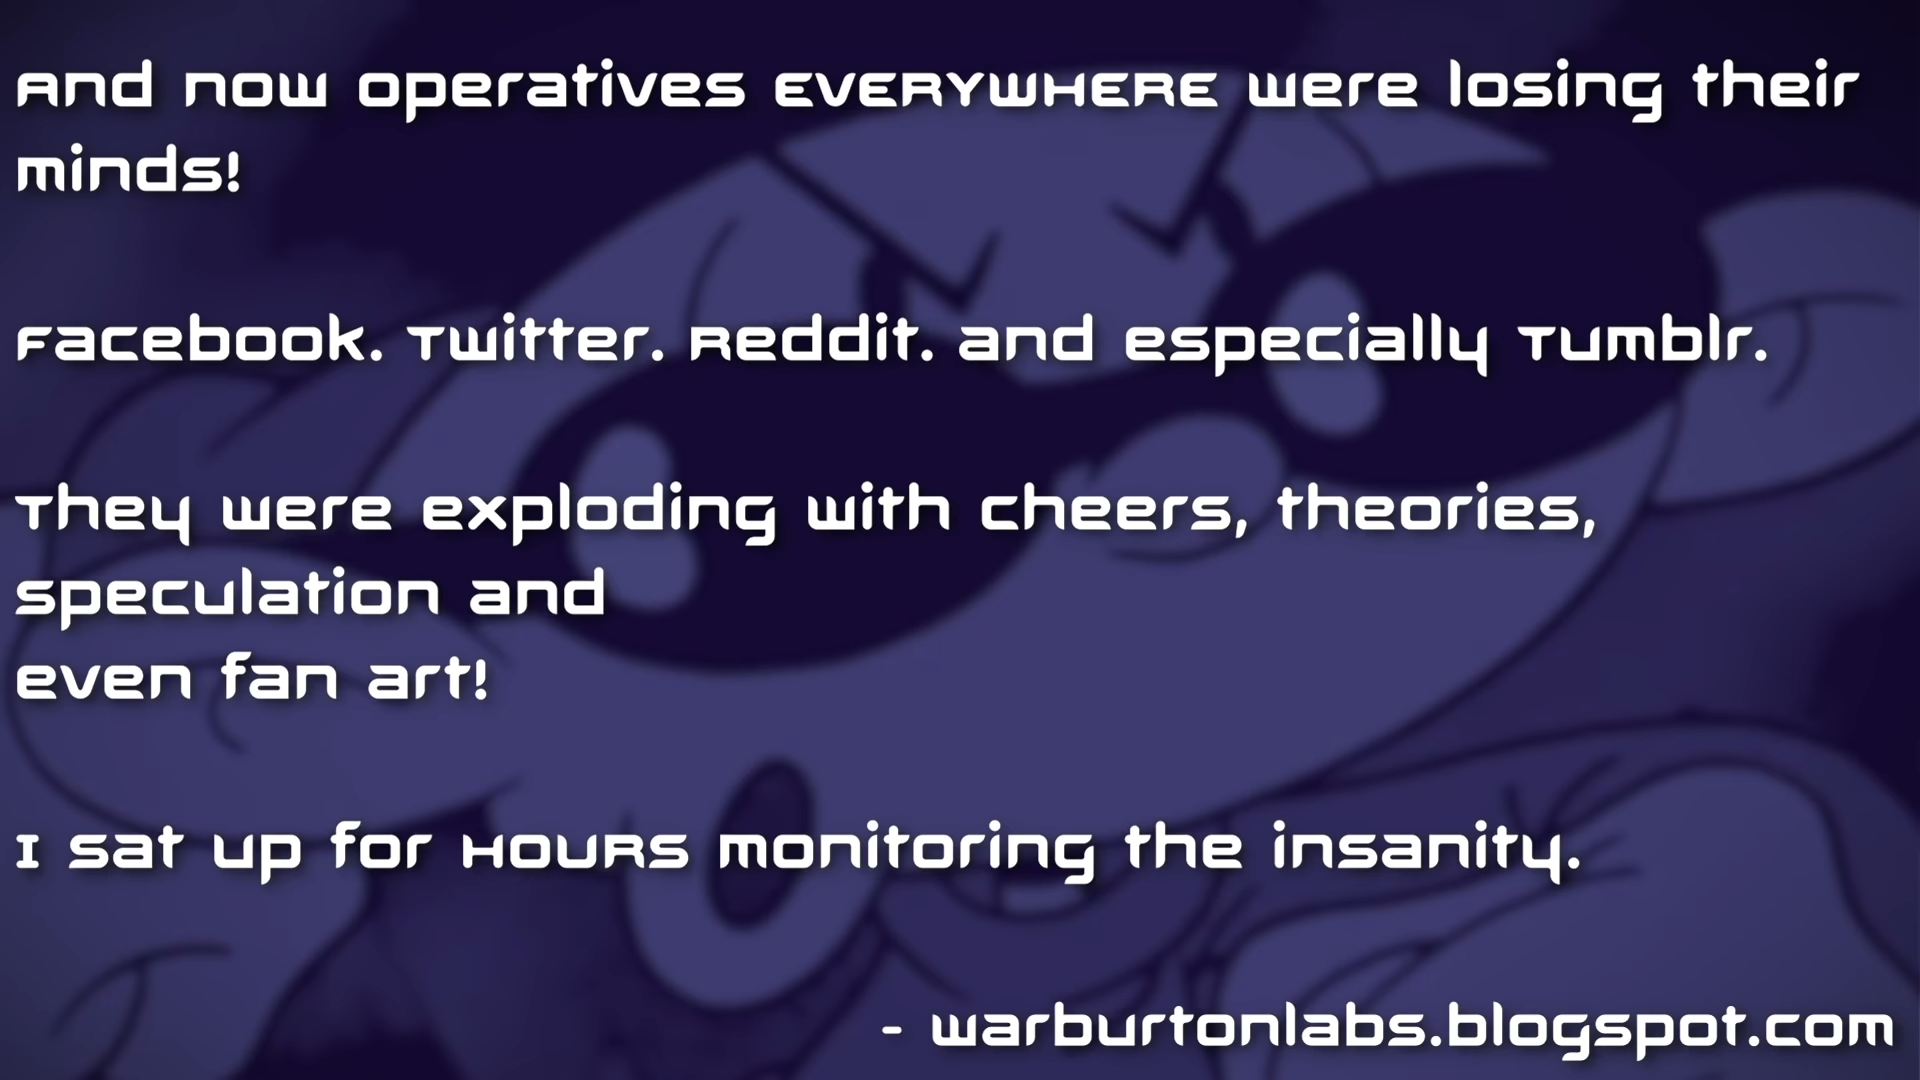 And now operatives EVERYWHERE were losing their
minds!
Facebook. Twitter. Reddit. and especially Tumblr.
They were exploding with cheers, theories,
speculation and
even fan art!
I sat up for HOURS monitoring the insanity.
- warburtonlabs.blogspot.com